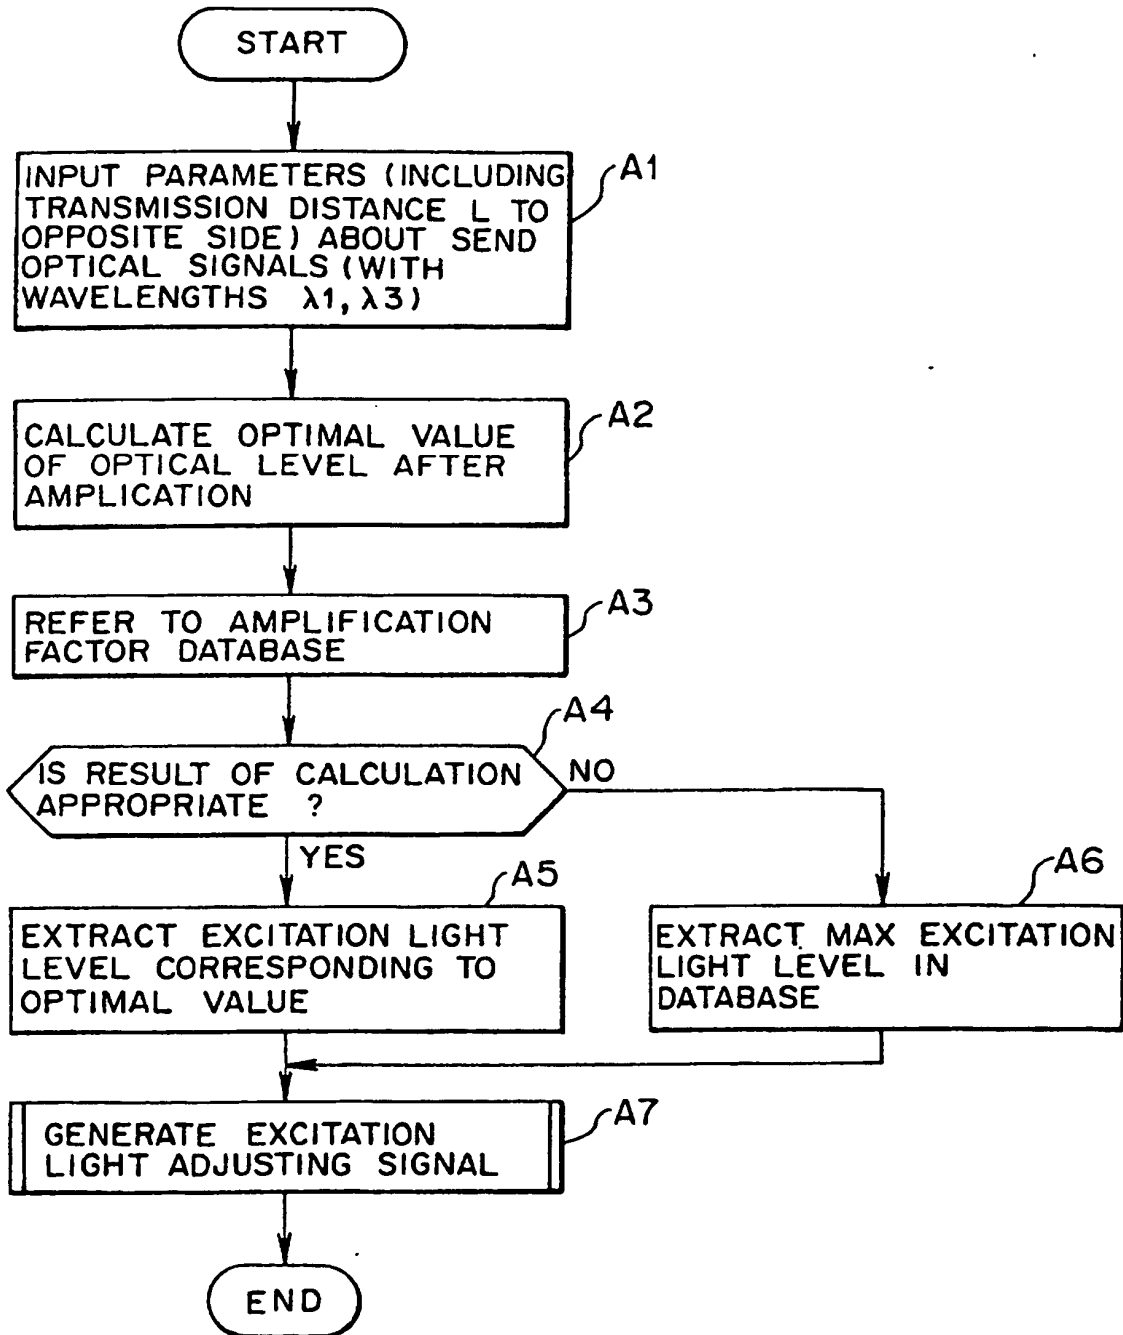 START
A1
INPUT PARAMETERS (INCLUDING
TRANSMISSION DISTANCE L TO
OPPOSITE SIDE) ABOUT SEND
OPTICAL SIGNALS (WITH
WAVELENGTHS λ1, λ3)
A2
CALCULATE OPTIMAL VALUE
OF OPTICAL LEVEL AFTER
AMPLICATION
A3
REFER TO AMPLIFICATION
FACTOR DATABASE
A4
IS RESULT OF CALCULATION
APPROPRIATE ?
NO
YES
A5
EXTRACT EXCITATION LIGHT
LEVEL CORRESPONDING TO
OPTIMAL VALUE
A6
EXTRACT MAX EXCITATION
LIGHT LEVEL IN
DATABASE
A7
GENERATE EXCITATION
LIGHT ADJUSTING SIGNAL
END